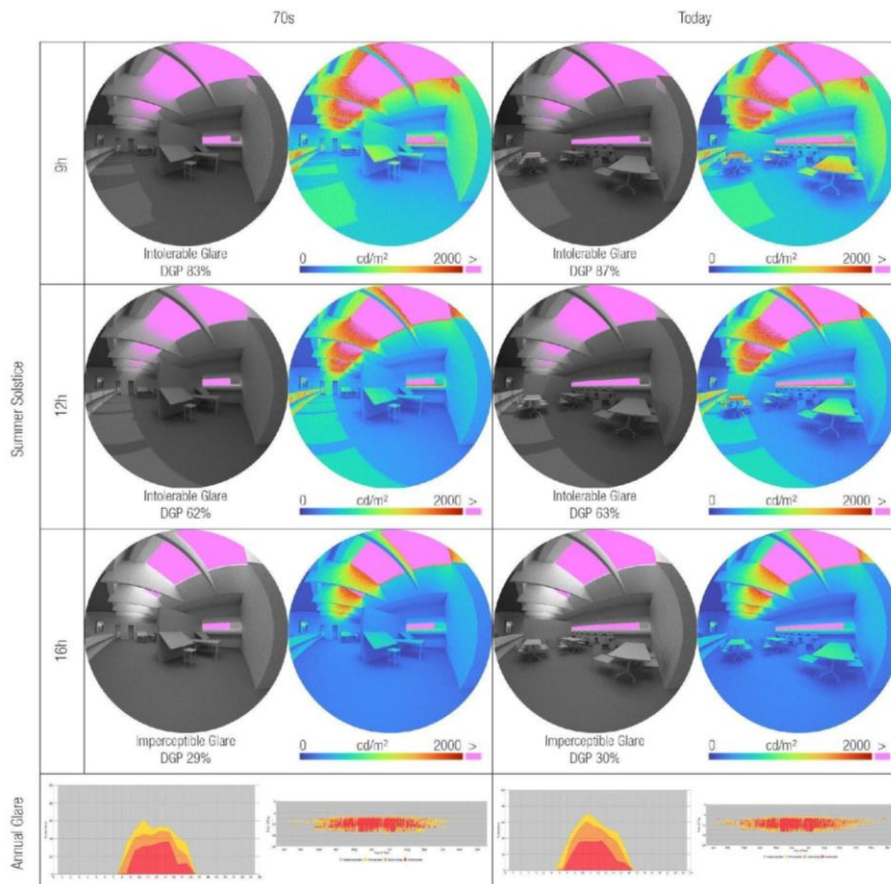 70s
Today
Summer Solstice
9h
Intolerable Glare
DGP 83%
0 cd/m² 2000 >
Intolerable Glare
DGP 87%
0 cd/m² 2000 >
12h
Intolerable Glare
DGP 62%
0 cd/m² 2000 >
Intolerable Glare
DGP 63%
0 cd/m² 2000 >
16h
Imperceptible Glare
DGP 29%
0 cd/m² 2000 >
Imperceptible Glare
DGP 30%
0 cd/m² 2000 >
Annual Glare